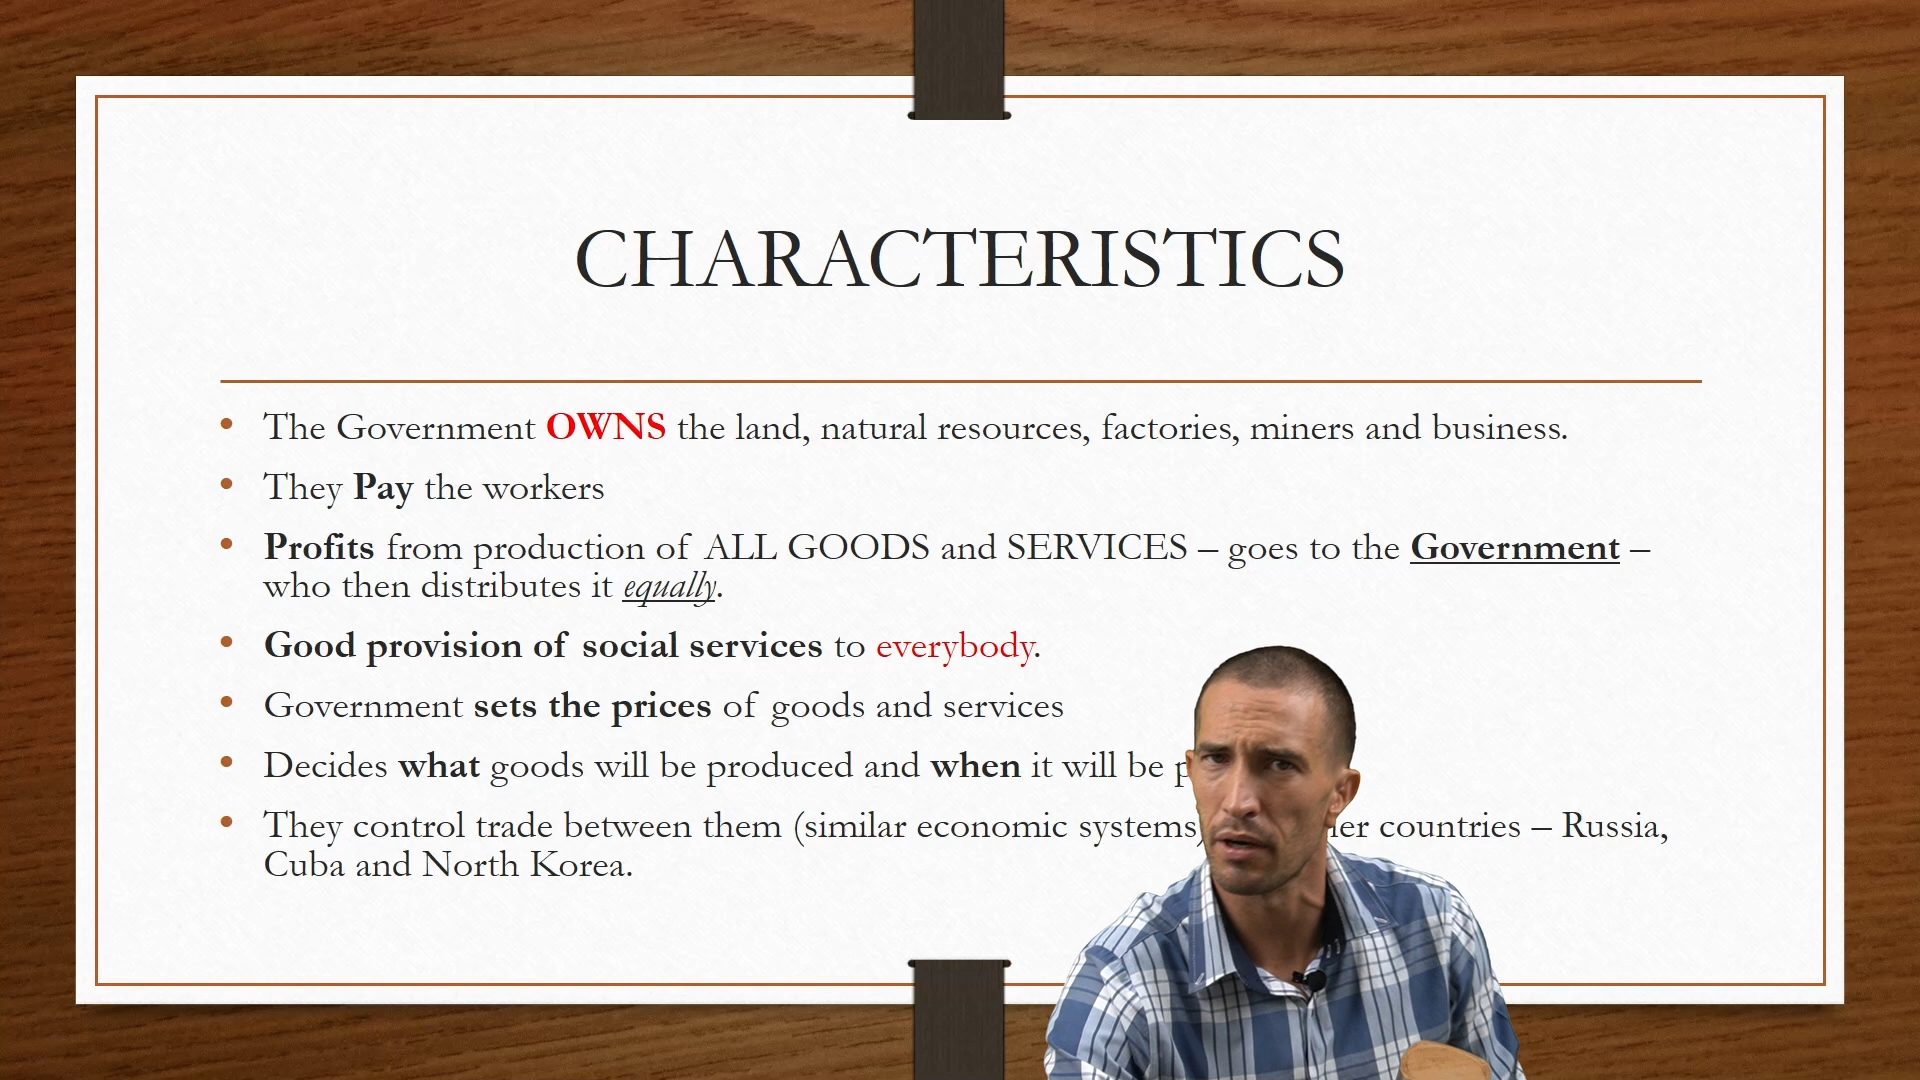 CHARACTERISTICS
• The Government OWNS the land, natural resources, factories, miners and business.
• They Pay the workers
• Profits from production of ALL GOODS and SERVICES – goes to the Government –
who then distributes it equally.
• Good provision of social services to everybody.
• Government sets the prices of goods and services
• Decides what goods will be produced and when it will be
• They control trade between them (similar economic systems) countries – Russia,
Cuba and North Korea.